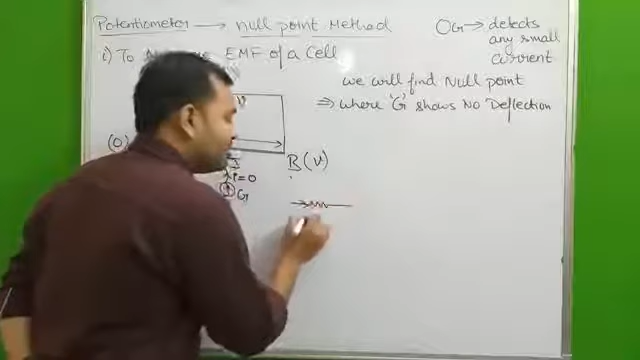 Potentiometer → Null point Method
i) To EMF of a Cell
G → detects
any small
current
we will find Null point
⇒ where 'G' shows No Deflection
(0)
B (V)
i=0
G